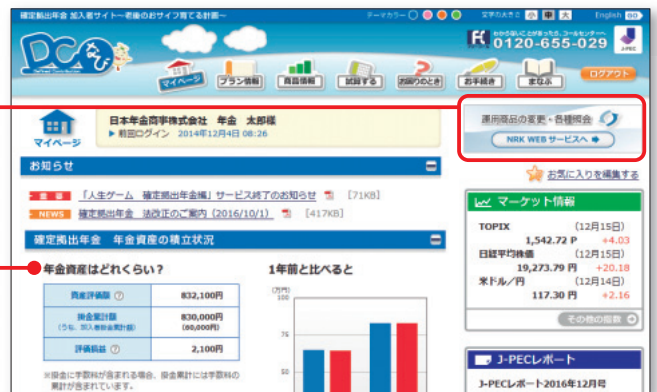 確定拠出年金 加入者サイト～老後のおサイフ育てる計画～
テーマカラー
文字の大きさ 小 中 大
English GO
DCなび
Defined Contribution
わからないことがあったら、コールセンターへ
0120-655-029
J-PEC
マイページ
プラン情報
商品情報
試算する
お困りのとき
お手続き
まなぶ
ログアウト
マイページ
日本年金商事株式会社 年金 太郎様
▶ 前回ログイン 2014年12月4日 08:26
運用商品の変更・各種照会
NRK WEB サービスへ
お知らせ
お気に入りを編集する
重要 「人生ゲーム 確定拠出年金編」サービス終了のお知らせ [71KB]
NEWS 確定拠出年金 法改正のご案内（2016/10/1） [417KB]
確定拠出年金 年金資産の積立状況
年金資産はどれくらい？
資産評価額 ? 832,100円
掛金累計額 830,000円
(うち、加入者掛金累計額) (60,000円)
評価損益 ? 2,100円
※掛金に手数料が含まれる場合、掛金累計には手数料の
累計が含まれています。
1年前と比べると
(万円)
100
75
50
マーケット情報
TOPIX (12月15日)
1,542.72 P +4.03
日経平均株価 (12月15日)
19,273.79 円 +20.18
米ドル/円 (12月14日)
117.30 円 +2.16
その他の指数
J-PECレポート
J-PECレポート2016年12月号